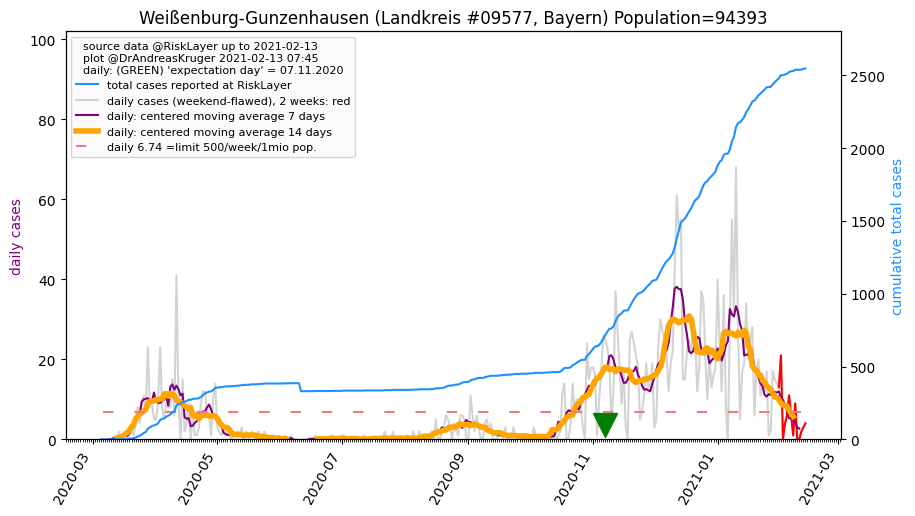 Weißenburg-Gunzenhausen (Landkreis #09577, Bayern) Population=94393
source data @RiskLayer up to 2021-02-13
plot @DrAndreasKruger 2021-02-13 07:45
daily: (GREEN) 'expectation day' = 07.11.2020
total cases reported at RiskLayer
daily cases (weekend-flawed), 2 weeks: red
daily: centered moving average 7 days
daily: centered moving average 14 days
daily 6.74 =limit 500/week/1mio pop.
daily cases
100
80
60
40
20
0
cumulative total cases
2500
2000
1500
1000
500
0
2020-03
2020-05
2020-07
2020-09
2020-11
2021-01
2021-03